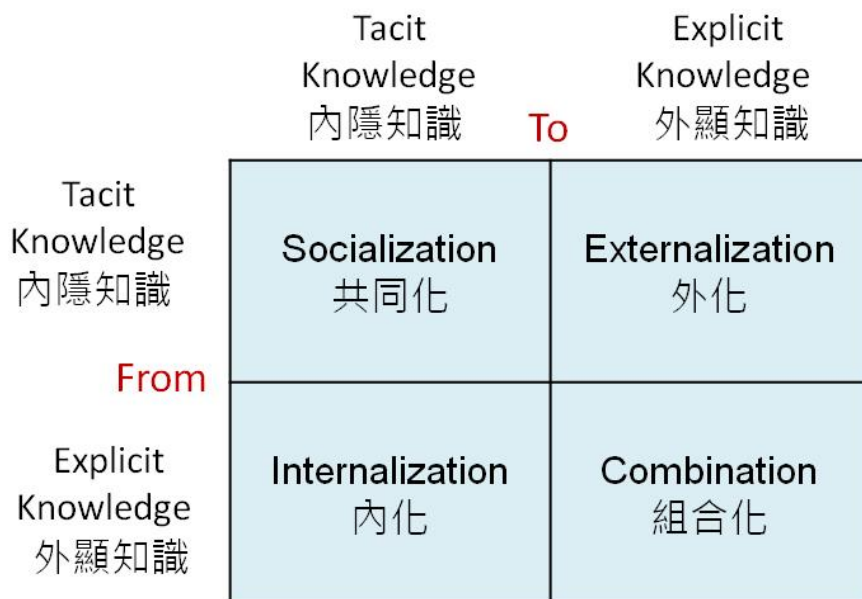 Tacit
Knowledge
內隱知識
To
Explicit
Knowledge
外顯知識
Tacit
Knowledge
內隱知識
Socialization
共同化
Externalization
外化
From
Explicit
Knowledge
外顯知識
Internalization
內化
Combination
組合化